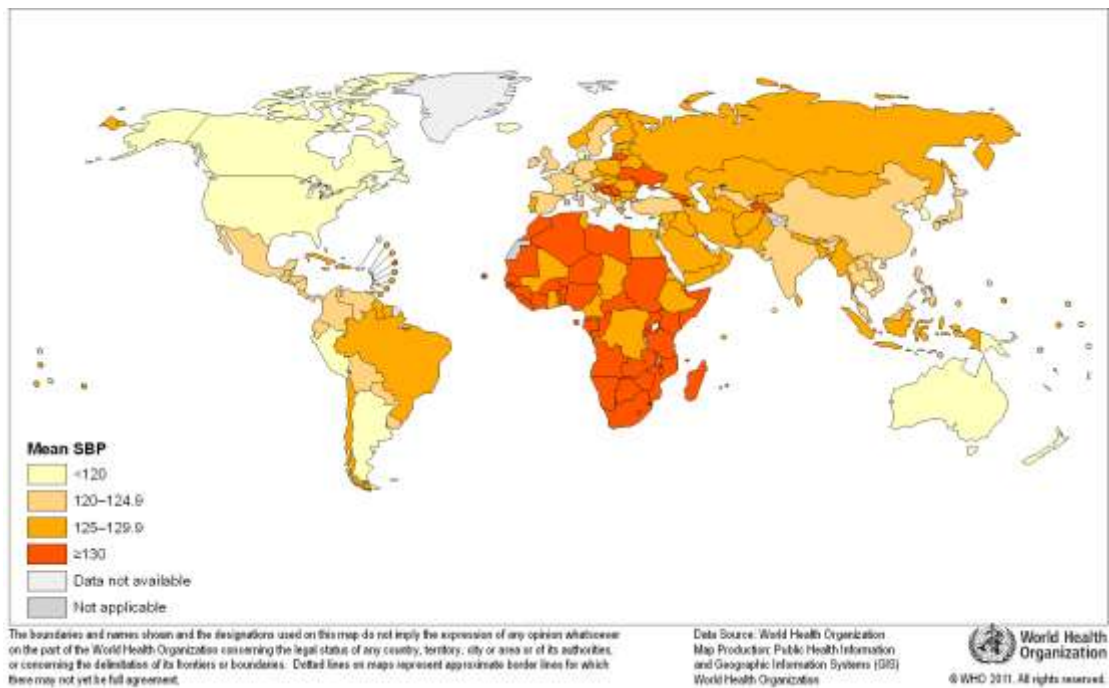 Mean SBP
<120
120–124.9
125–129.9
≥130
Data not available
Not applicable
The boundaries and names shown and the designations used on this map do not imply the expression of any opinion whatsoever
on the part of the World Health Organization concerning the legal status of any country, territory, city or area or of its authorities,
or concerning the delimitation of its frontiers or boundaries. Dotted lines on maps represent approximate border lines for which
there may not yet be full agreement.
Data Source: World Health Organization
Map Production: Public Health Information
and Geographic Information Systems (GIS)
World Health Organization
World Health
Organization
© WHO 2011. All rights reserved.